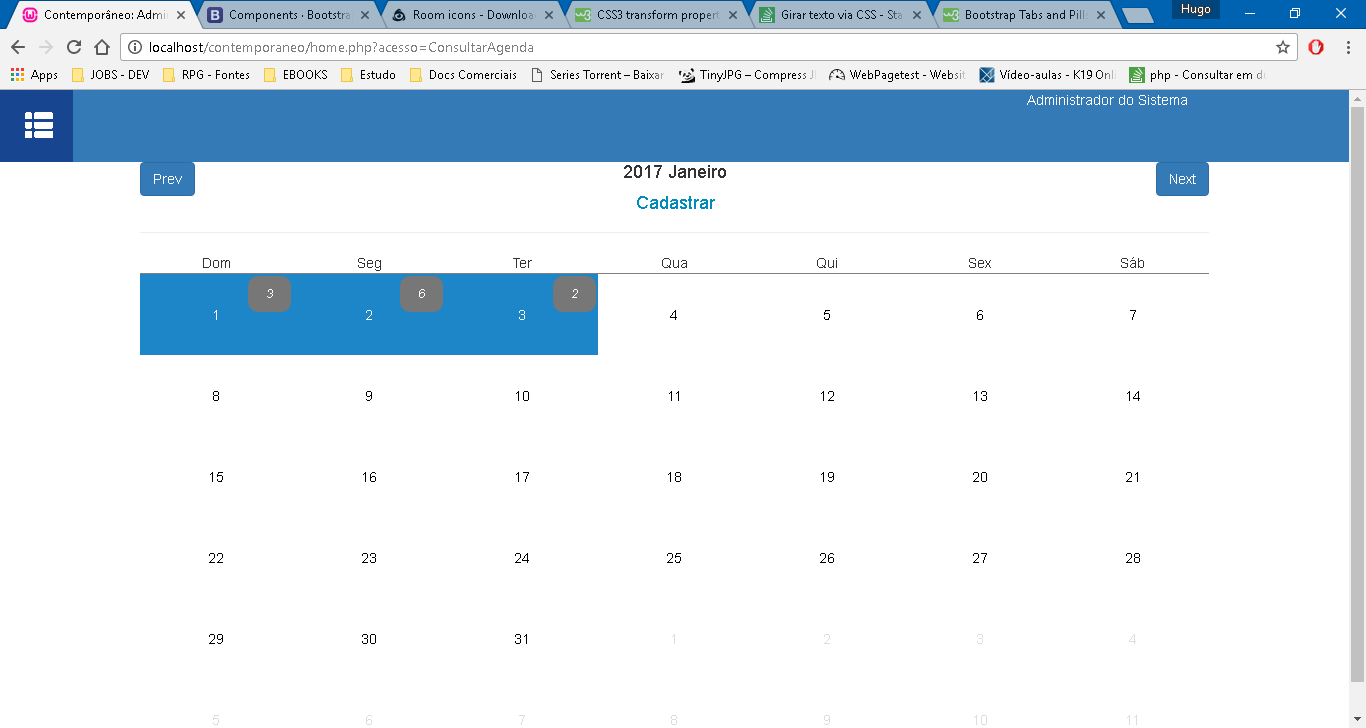 Hugo
Contemporâneo: Admi
Components · Bootstra
Room icons - Downloa
CSS3 transform propert
Girar texto via CSS - Sta
Bootstrap Tabs and Pill
localhost/contemporaneo/home.php?acesso=ConsultarAgenda
Apps JOBS - DEV RPG - Fontes EBOOKS Estudo Docs Comerciais Series Torrent – Baixar TinyJPG – Compress WebPagetest - Websit Vídeo-aulas - K19 Onl php - Consultar em
Administrador do Sistema
Prev 2017 Janeiro Next
Cadastrar
Dom Seg Ter Qua Qui Sex Sáb
3 6 2
1 2 3 4 5 6 7
8 9 10 11 12 13 14
15 16 17 18 19 20 21
22 23 24 25 26 27 28
29 30 31 1 2 3 4
5 6 7 8 9 10 11